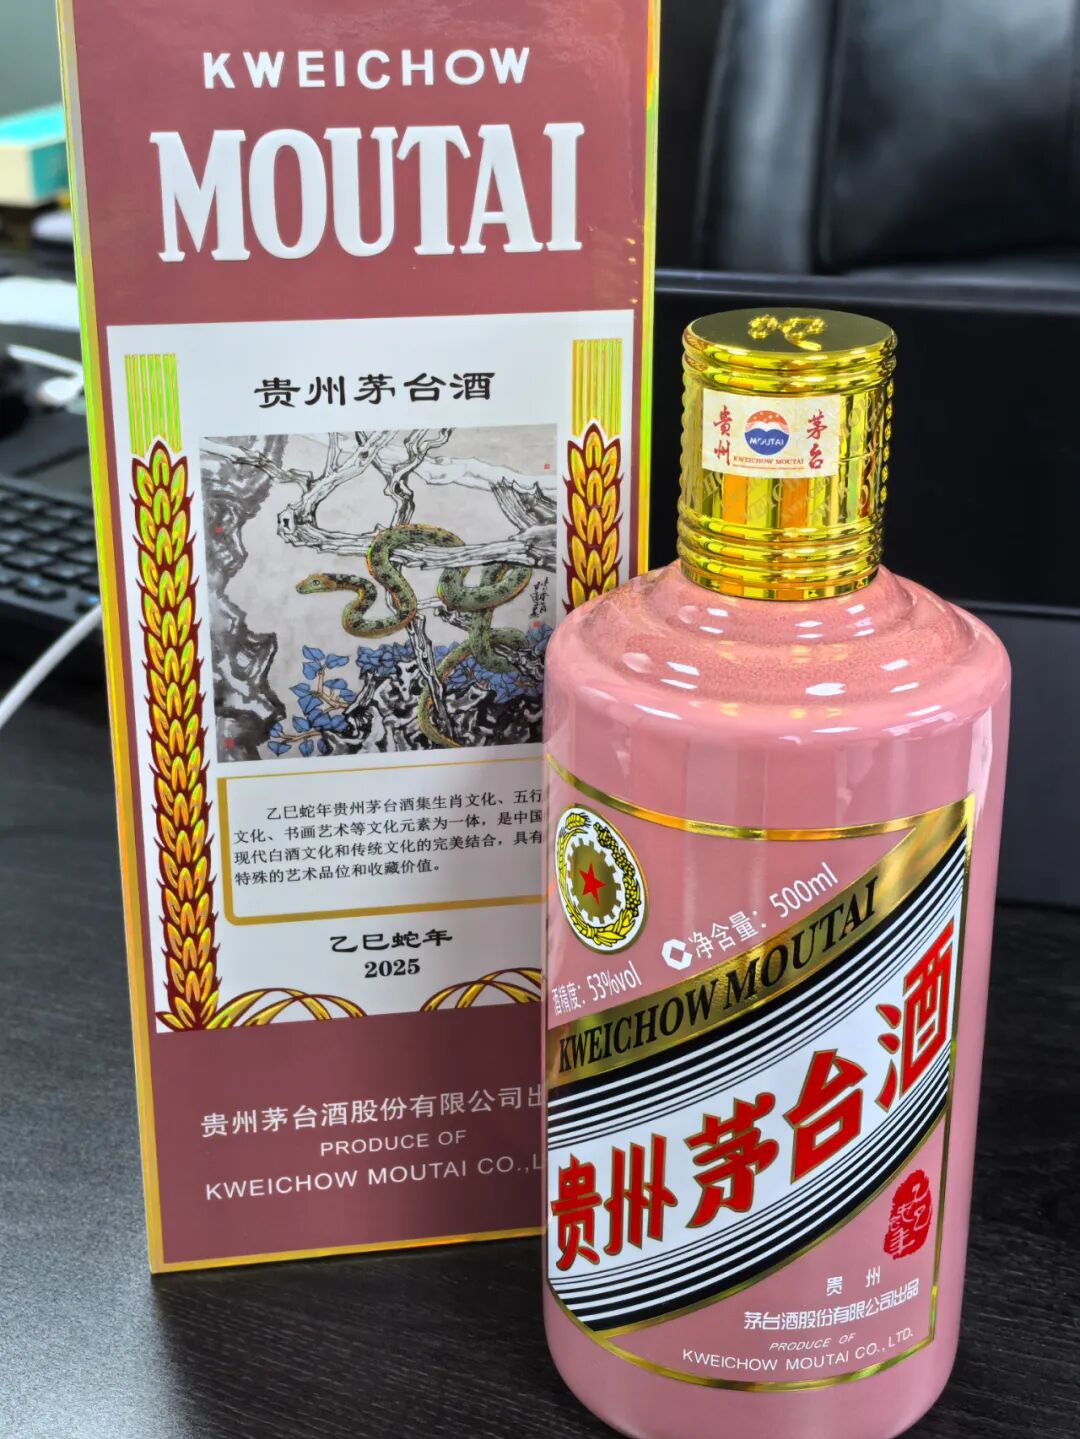 KWEICHOW
MOUTAI
贵州茅台酒
乙巳蛇年贵州茅台酒集生肖文化、五行
文化、书画艺术等文化元素为一体，是中国
现代白酒文化和传统文化的完美结合，具有
特殊的艺术品位和收藏价值。
乙巳蛇年
2025
贵州茅台酒股份有限公司出
PRODUCE OF
KWEICHOW MOUTAI CO.,L
贵州
茅台
MOUTAI
KWEICHOW MOUTAI
净含量：500ml
酒精度：53%vol
KWEICHOW MOUTAI
贵州茅台酒
乙巳蛇年
贵州
茅台酒股份有限公司出品
PRODUCE OF
KWEICHOW MOUTAI CO., LTD.